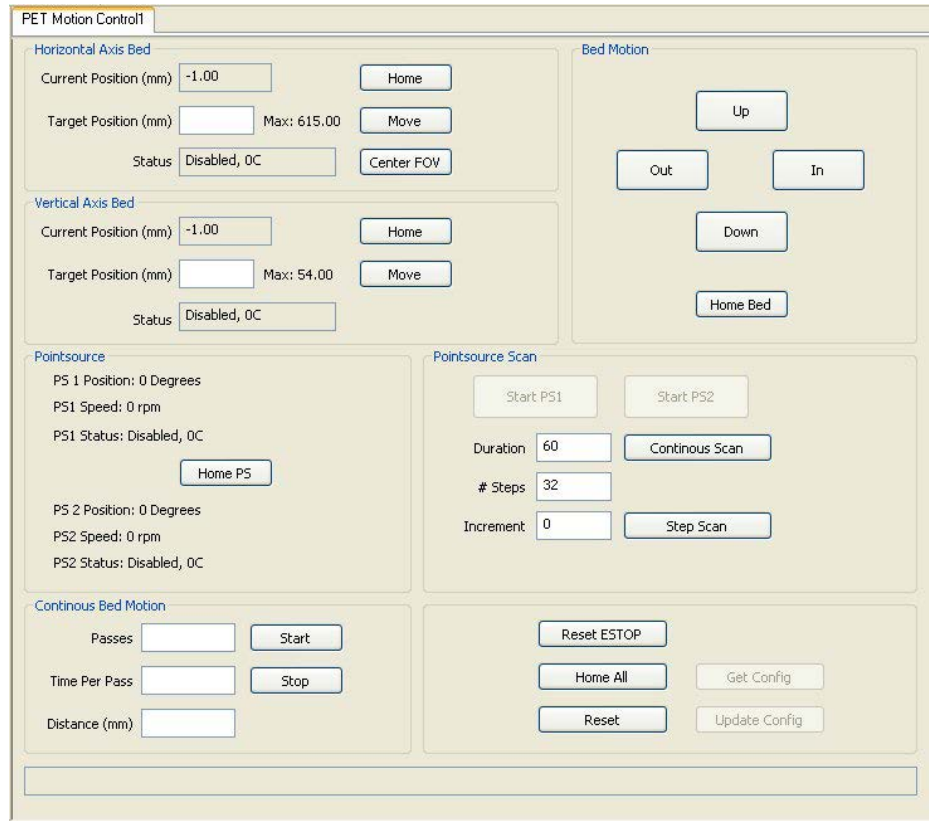 PET Motion Control1
Horizontal Axis Bed
Current Position (mm) -1.00 Home
Target Position (mm) Max: 615.00 Move
Status Disabled, 0C Center FOV
Vertical Axis Bed
Current Position (mm) -1.00 Home
Target Position (mm) Max: 54.00 Move
Status Disabled, 0C
Bed Motion
Up
Out In
Down
Home Bed
Pointsource
PS 1 Position: 0 Degrees
PS1 Speed: 0 rpm
PS1 Status: Disabled, 0C
Home PS
PS 2 Position: 0 Degrees
PS2 Speed: 0 rpm
PS2 Status: Disabled, 0C
Pointsource Scan
Start PS1 Start PS2
Duration 60 Continous Scan
# Steps 32
Increment 0 Step Scan
Continous Bed Motion
Passes Start
Time Per Pass Stop
Distance (mm)
Reset ESTOP
Home All Get Config
Reset Update Config